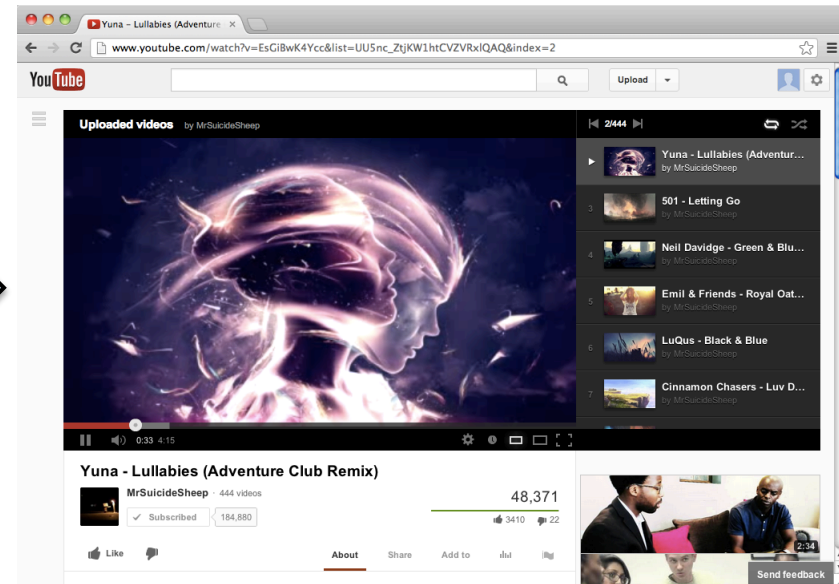 Yuna – Lullabies (Adventure
www.youtube.com/watch?v=EsGiBwK4Ycc&list=UU5nc_ZtjKW1htCVZVRxlQAQ&index=2
YouTube
Upload
Uploaded videos by MrSuicideSheep
2/444
Yuna - Lullabies (Adventur...
by MrSuicideSheep
3
501 - Letting Go
by MrSuicideSheep
4
Neil Davidge - Green & Blu...
by MrSuicideSheep
5
Emil & Friends - Royal Oat...
by MrSuicideSheep
6
LuQus - Black & Blue
by MrSuicideSheep
7
Cinnamon Chasers - Luv D...
by MrSuicideSheep
0:33 4:15
Yuna - Lullabies (Adventure Club Remix)
MrSuicideSheep · 444 videos
Subscribed 184,880
48,371
3410 22
Like
About Share Add to
2:34
Send feedback